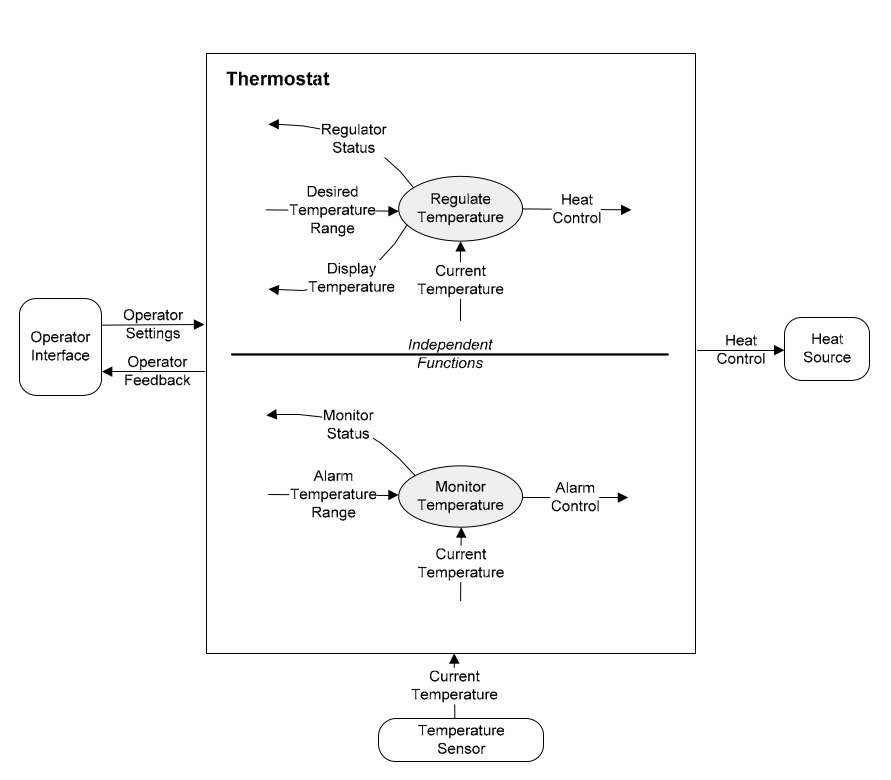 Thermostat
Regulator
Status
Desired
Temperature
Range
Regulate
Temperature
Heat
Control
Display
Temperature
Current
Temperature
Operator
Interface
Operator
Settings
Operator
Feedback
Independent
Functions
Heat
Control
Heat
Source
Monitor
Status
Alarm
Temperature
Range
Monitor
Temperature
Alarm
Control
Current
Temperature
Current
Temperature
Temperature
Sensor